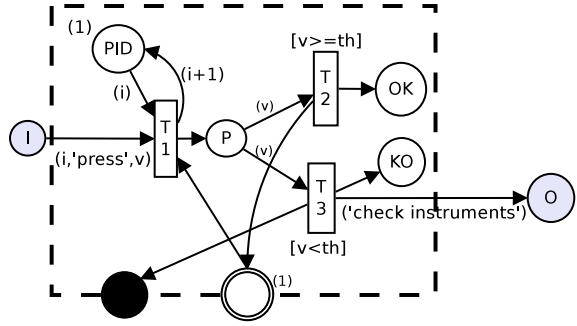 (1)
PID
[v>=th]
(i+1)
T
2
OK
(i)
(v)
T
1
I
P
(i,'press',v)
(v)
KO
T
3
O
('check instruments')
[v<th]
(1)